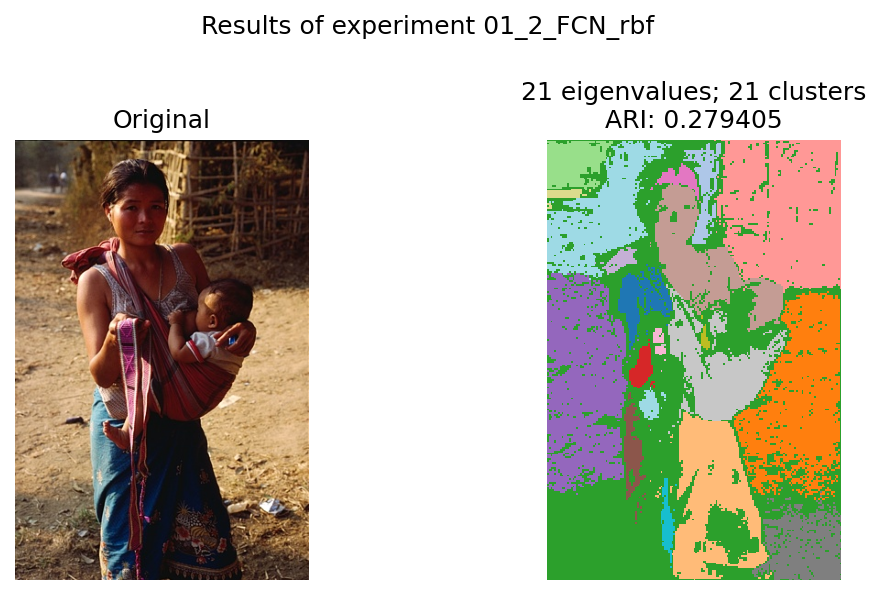 Results of experiment 01_2_FCN_rbf
Original
21 eigenvalues; 21 clusters
ARI: 0.279405